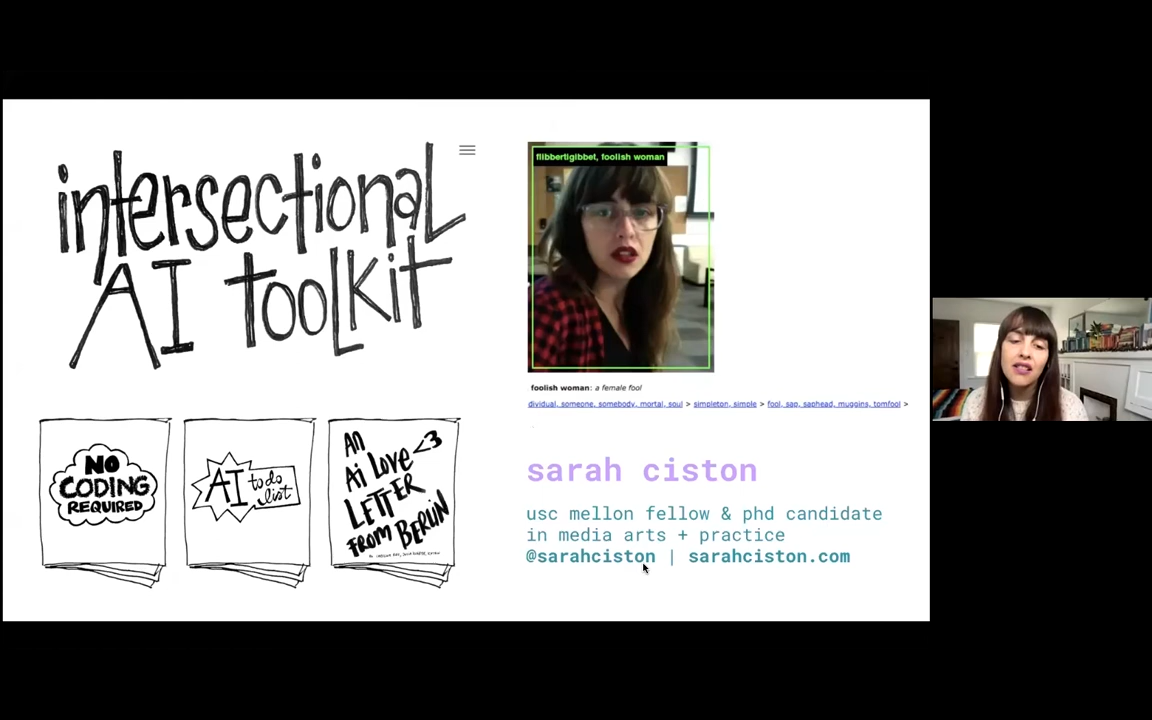 intersectional
AI toolkit
NO
CODING
REQUIRED
AI to do
list
AN
Ai LOVE <3
LETTER
FROM BERLIN
flibbertigibbet, foolish woman
foolish woman: a female fool
dividual, someone, somebody, mortal, soul > simpleton, simple > fool, sap, saphead, muggins, tomfool >
sarah ciston
usc mellon fellow & phd candidate
in media arts + practice
@sarahciston | sarahciston.com